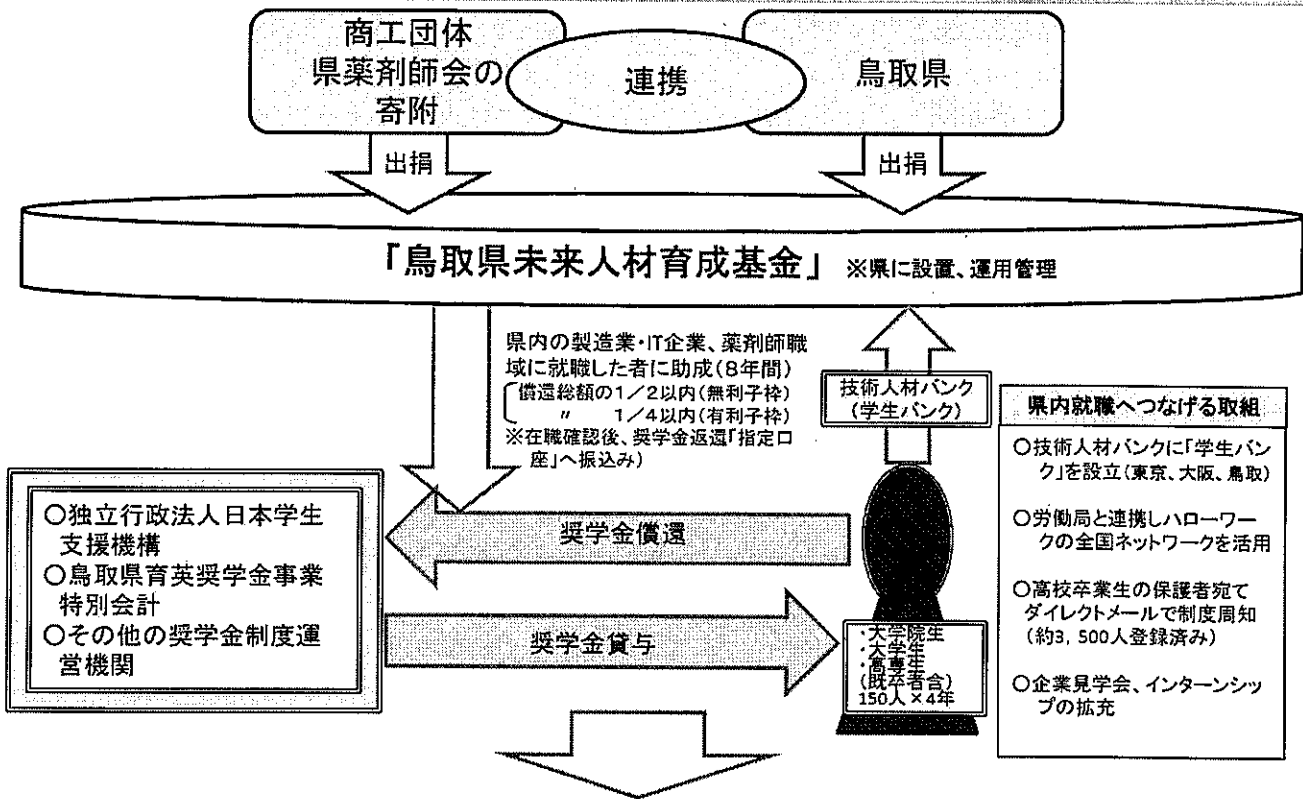 商工団体
県薬剤師会の
寄附
連携
鳥取県
出捐
出捐
「鳥取県未来人材育成基金」 ※県に設置、運用管理
県内の製造業・IT企業、薬剤師職
域に就職した者に助成(8年間)
償還総額の1/2以内(無利子枠)
〃 1/4以内(有利子枠)
※在職確認後、奨学金返還「指定口
座」へ振込み)
技術人材バンク
(学生バンク)
県内就職へつなげる取組
○技術人材バンクに「学生バン
ク」を設立(東京、大阪、鳥取)
○労働局と連携しハローワー
クの全国ネットワークを活用
○高校卒業生の保護者宛て
ダイレクトメールで制度周知
(約3,500人登録済み)
○企業見学会、インターンシッ
プの拡充
○独立行政法人日本学生
支援機構
○鳥取県育英奨学金事業
特別会計
○その他の奨学金制度運
営機関
奨学金償還
奨学金貸与
・大学院生
・大学生
・高専生
(既卒者含)
150人×4年